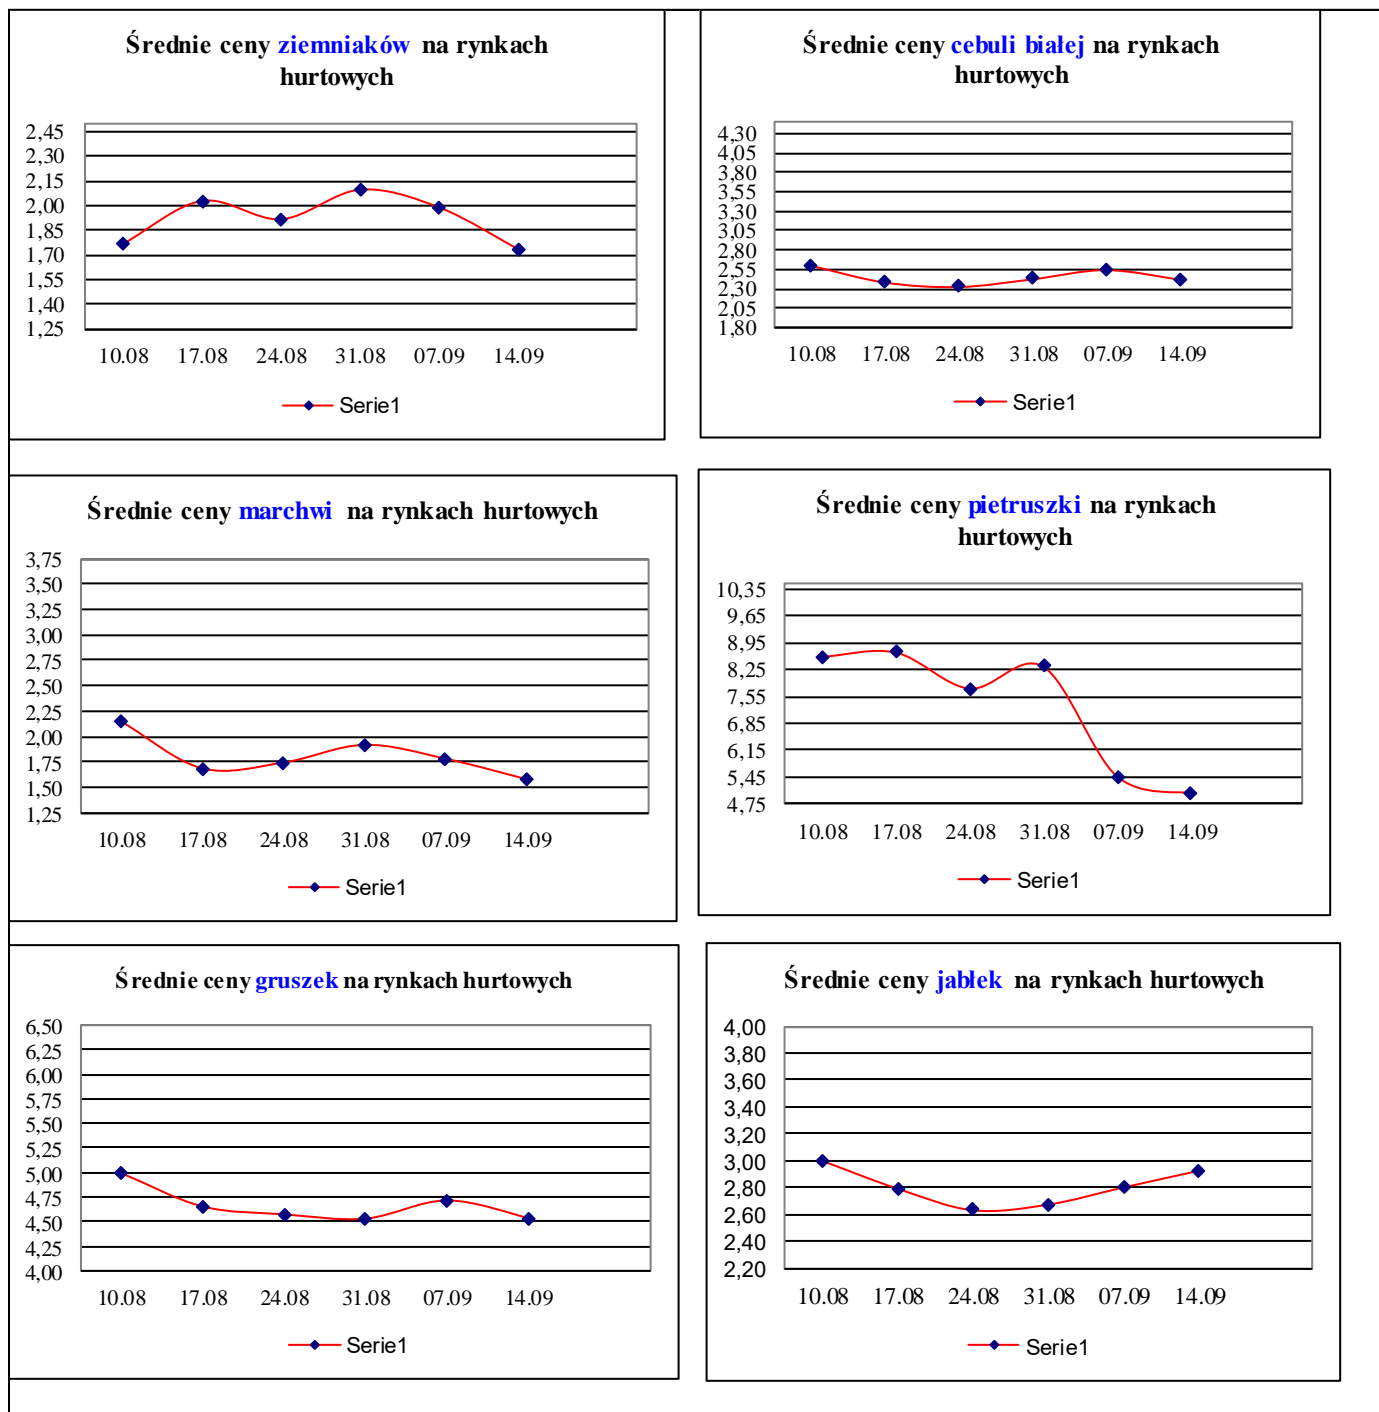 Średnie ceny ziemniaków na rynkach
hurtowych
2,45
2,30
2,15
2,00
1,85
1,70
1,55
1,40
1,25
10.08 17.08 24.08 31.08 07.09 14.09
Serie1
Średnie ceny cebuli białej na rynkach
hurtowych
4,30
4,05
3,80
3,55
3,30
3,05
2,80
2,55
2,30
2,05
1,80
10.08 17.08 24.08 31.08 07.09 14.09
Serie1
Średnie ceny marchwi na rynkach hurtowych
3,75
3,50
3,25
3,00
2,75
2,50
2,25
2,00
1,75
1,50
1,25
10.08 17.08 24.08 31.08 07.09 14.09
Serie1
Średnie ceny pietruszki na rynkach
hurtowych
10,35
9,65
8,95
8,25
7,55
6,85
6,15
5,45
4,75
10.08 17.08 24.08 31.08 07.09 14.09
Serie1
Średnie ceny gruszek na rynkach hurtowych
6,50
6,25
6,00
5,75
5,50
5,25
5,00
4,75
4,50
4,25
4,00
10.08 17.08 24.08 31.08 07.09 14.09
Serie1
Średnie ceny jabłek na rynkach hurtowych
4,00
3,80
3,60
3,40
3,20
3,00
2,80
2,60
2,40
2,20
10.08 17.08 24.08 31.08 07.09 14.09
Serie1